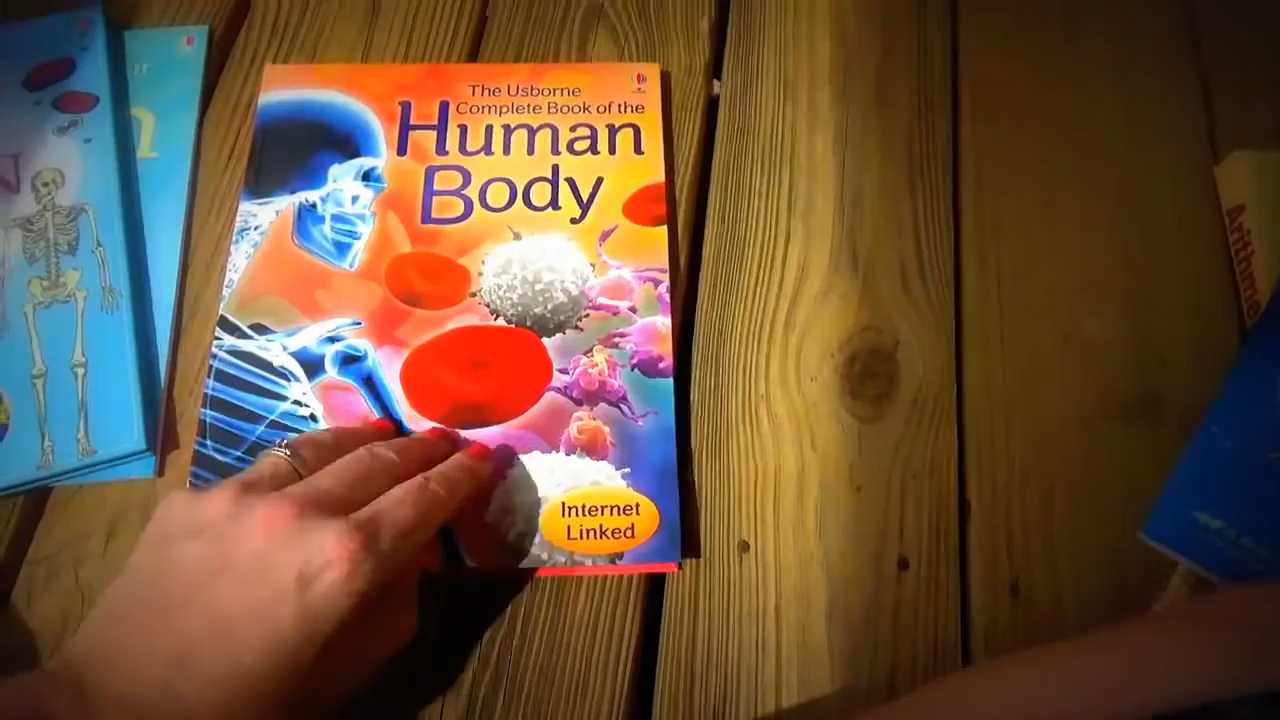 The Usborne
Complete Book of the
Human
Body
Internet
Linked
Arithme